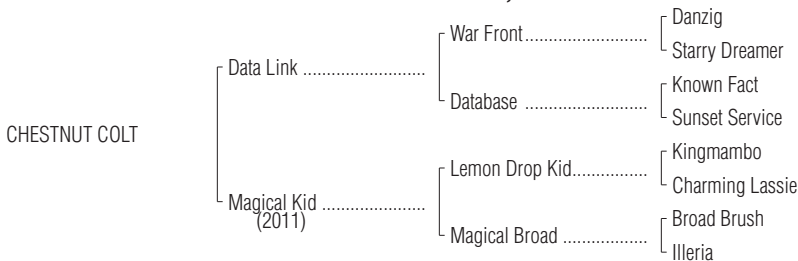 Danzig
War Front..............................
Starry Dreamer
Data Link ..........................
Known Fact
Database ..............................
Sunset Service
CHESTNUT COLT
Kingmambo
Lemon Drop Kid..................
Charming Lassie
Magical Kid ......................
(2011)
Broad Brush
Magical Broad .....................
Illeria